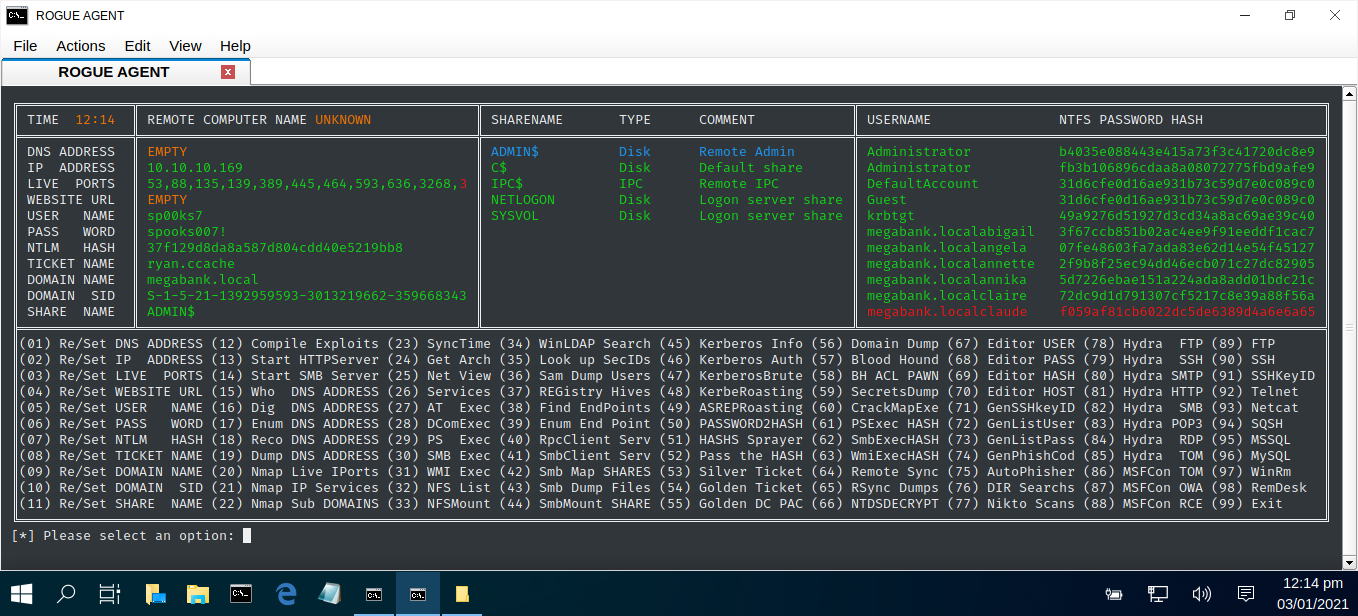 ROGUE AGENT
File Actions Edit View Help
ROGUE AGENT x
TIME 12:14 REMOTE COMPUTER NAME UNKNOWN SHARENAME TYPE COMMENT USERNAME NTFS PASSWORD HASH
DNS ADDRESS EMPTY ADMIN$ Disk Remote Admin Administrator b4035e088443e415a73f3c41720dc8e9
IP ADDRESS 10.10.10.169 C$ Disk Default share Administrator fb3b106896cdaa8a08072775fbd9afe9
LIVE PORTS 53,88,135,139,389,445,464,593,636,3268,3 IPC$ IPC Remote IPC DefaultAccount 31d6cfe0d16ae931b73c59d7e0c089c0
WEBSITE URL EMPTY NETLOGON Disk Logon server share Guest 31d6cfe0d16ae931b73c59d7e0c089c0
USER NAME sp00ks7 SYSVOL Disk Logon server share krbtgt 49a9276d51927d3cd34a8ac69ae39c40
PASS WORD spooks007! megabank.localabigail 3f67ccb851b02ac4ee9f91eeddf1cac7
NTLM HASH 37f129d8da8a587d804cdd40e5219bb8 megabank.localangela 07fe48603fa7ada83e62d14e54f45127
TICKET NAME ryan.ccache megabank.localannette 2f9b8f25ec94dd46ecb071c27dc82905
DOMAIN NAME megabank.local megabank.localannika 5d7226ebae151a224ada8add01bdc21c
DOMAIN SID S-1-5-21-1392959593-3013219662-359668343 megabank.localclaire 72dc9d1d791307cf5217c8e39a88f56a
SHARE NAME ADMIN$ megabank.localclaude f059af81cb6022dc5de6389d4a6e6a65
(01) Re/Set DNS ADDRESS (12) Compile Exploits (23) SyncTime (34) WinLDAP Search (45) Kerberos Info (56) Domain Dump (67) Editor USER (78) Hydra FTP (89) FTP
(02) Re/Set IP ADDRESS (13) Start HTTPServer (24) Get Arch (35) Look up SecIDs (46) Kerberos Auth (57) Blood Hound (68) Editor PASS (79) Hydra SSH (90) SSH
(03) Re/Set LIVE PORTS (14) Start SMB Server (25) Net View (36) Sam Dump Users (47) KerberosBrute (58) BH ACL PAWN (69) Editor HASH (80) Hydra SMTP (91) SSHKeyID
(04) Re/Set WEBSITE URL (15) Who DNS ADDRESS (26) Services (37) REgistry Hives (48) KerbeRoasting (59) SecretsDump (70) Editor HOST (81) Hydra HTTP (92) Telnet
(05) Re/Set USER NAME (16) Dig DNS ADDRESS (27) AT Exec (38) Find EndPoints (49) ASREPRoasting (60) CrackMapExe (71) GenSSHkeyID (82) Hydra SMB (93) Netcat
(06) Re/Set PASS WORD (17) Enum DNS ADDRESS (28) DComExec (39) Enum End Point (50) PASSWORD2HASH (61) PSExec HASH (72) GenListUser (83) Hydra POP3 (94) SQSH
(07) Re/Set NTLM HASH (18) Reco DNS ADDRESS (29) PS Exec (40) RpcClient Serv (51) HASHS Sprayer (62) SmbExecHASH (73) GenListPass (84) Hydra RDP (95) MSSQL
(08) Re/Set TICKET NAME (19) Dump DNS ADDRESS (30) SMB Exec (41) SmbClient Serv (52) Pass the HASH (63) WmiExecHASH (74) GenPhishCod (85) Hydra TOM (96) MySQL
(09) Re/Set DOMAIN NAME (20) Nmap Live IPorts (31) WMI Exec (42) Smb Map SHARES (53) Silver Ticket (64) Remote Sync (75) AutoPhisher (86) MSFCon TOM (97) WinRm
(10) Re/Set DOMAIN SID (21) Nmap IP Services (32) NFS List (43) Smb Dump Files (54) Golden Ticket (65) RSync Dumps (76) DIR Searchs (87) MSFCon OWA (98) RemDesk
(11) Re/Set SHARE NAME (22) Nmap Sub DOMAINS (33) NFSMount (44) SmbMount SHARE (55) Golden DC PAC (66) NTDSDECRYPT (77) Nikto Scans (88) MSFCon RCE (99) Exit
[*] Please select an option:
12:14 pm
03/01/2021